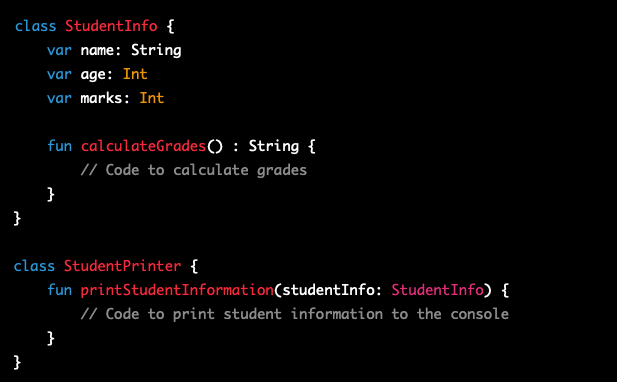 class StudentInfo {
    var name: String
    var age: Int
    var marks: Int

    fun calculateGrades() : String {
        // Code to calculate grades
    }
}

class StudentPrinter {
    fun printStudentInformation(studentInfo: StudentInfo) {
        // Code to print student information to the console
    }
}